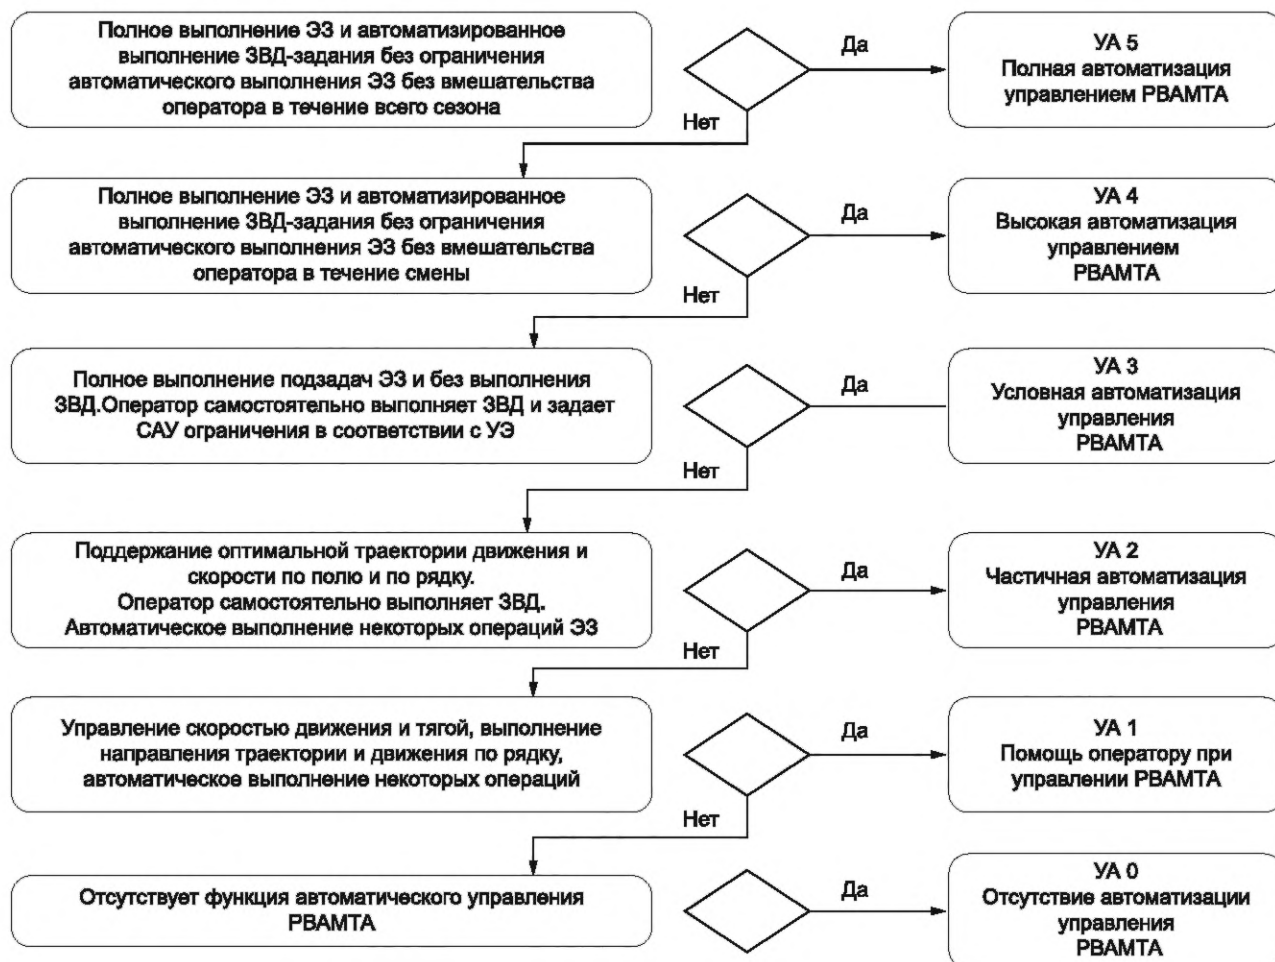 Полное выполнение ЭЗ и автоматизированное
выполнение ЗВД-задания без ограничения
автоматического выполнения ЭЗ без вмешательства
оператора в течение всего сезона
Да
УА 5
Полная автоматизация
управлением РВАМТА
Нет
Полное выполнение ЭЗ и автоматизированное
выполнение ЗВД-задания без ограничения
автоматического выполнения ЭЗ без вмешательства
оператора в течение смены
Да
УА 4
Высокая автоматизация
управлением
РВАМТА
Нет
Полное выполнение подзадач ЭЗ и без выполнения
ЗВД.Оператор самостоятельно выполняет ЗВД и задает
САУ ограничения в соответствии с УЭ
Да
УА 3
Условная автоматизация
управления
РВАМТА
Нет
Поддержание оптимальной траектории движения и
скорости по полю и по рядку.
Оператор самостоятельно выполняет ЗВД.
Автоматическое выполнение некоторых операций ЭЗ
Да
УА 2
Частичная автоматизация
управления
РВАМТА
Нет
Управление скоростью движения и тягой, выполнение
направления траектории и движения по рядку,
автоматическое выполнение некоторых операций
Да
УА 1
Помощь оператору при
управлении РВАМТА
Нет
Отсутствует функция автоматического управления
РВАМТА
Да
УА 0
Отсутствие автоматизации
управления
РВАМТА